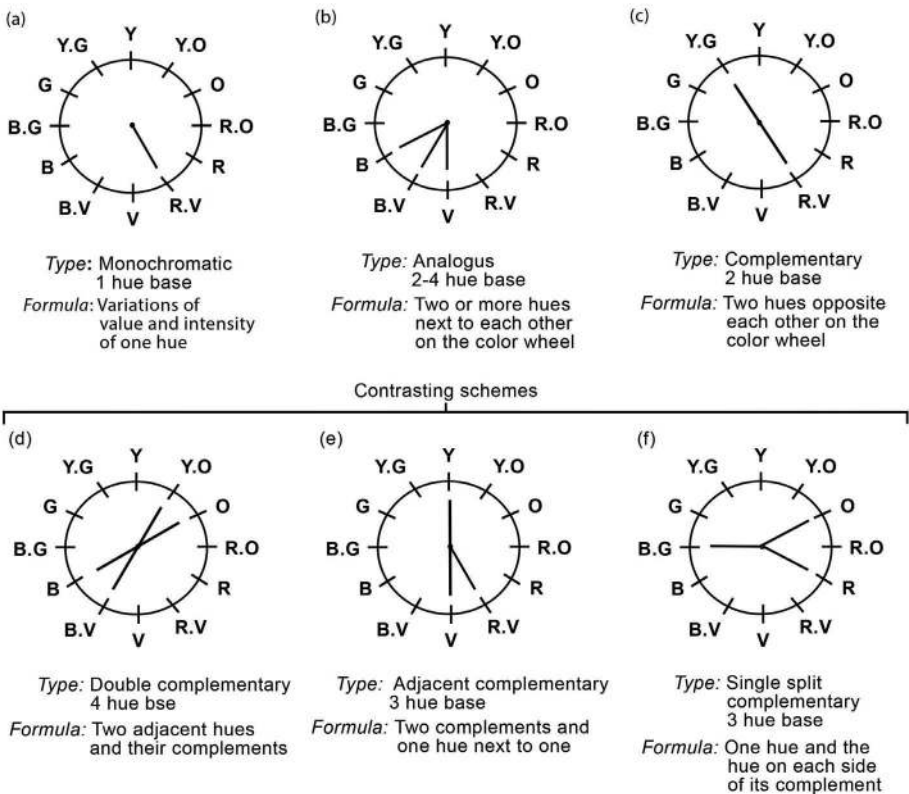 (a)
Y
Y.G
Y.O
G
O
B.G
R.O
B
R
B.V
R.V
V
Type: Monochromatic
1 hue base
Formula: Variations of
value and intensity
of one hue
(b)
Y
Y.G
Y.O
G
O
B.G
R.O
B
R
B.V
R.V
V
Type: Analogus
2-4 hue base
Formula: Two or more hues
next to each other
on the color wheel
(c)
Y
Y.G
Y.O
G
O
B.G
R.O
B
R
B.V
R.V
V
Type: Complementary
2 hue base
Formula: Two hues opposite
each other on the
color wheel
Contrasting schemes
(d)
Y
Y.G
Y.O
G
O
B.G
R.O
B
R
B.V
R.V
V
Type: Double complementary
4 hue bse
Formula: Two adjacent hues
and their complements
(e)
Y
Y.G
Y.O
G
O
B.G
R.O
B
R
B.V
R.V
V
Type: Adjacent complementary
3 hue base
Formula: Two complements and
one hue next to one
(f)
Y
Y.G
Y.O
G
O
B.G
R.O
B
R
B.V
R.V
V
Type: Single split
complementary
3 hue base
Formula: One hue and the
hue on each side
of its complement